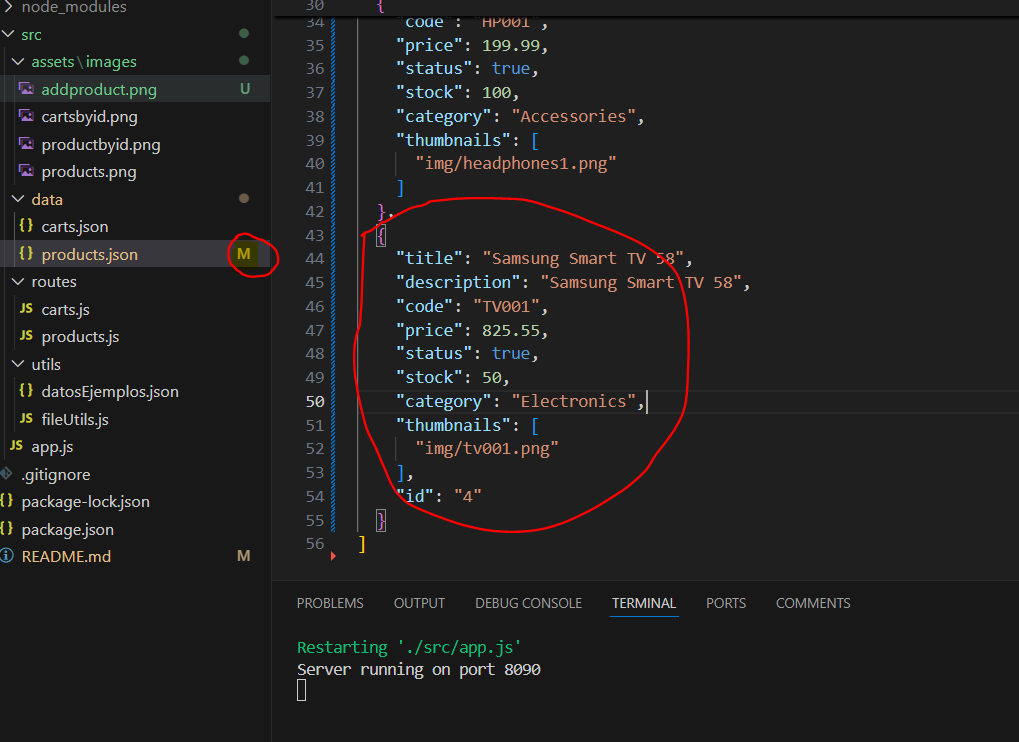 node_modules
src
assets\images
addproduct.png U
cartsbyid.png
productbyid.png
products.png
data
carts.json
products.json M
routes
JS carts.js
JS products.js
utils
datosEjemplos.json
JS fileUtils.js
JS app.js
.gitignore
package-lock.json
package.json
README.md M
30 {
34 "code": "HP001",
35 "price": 199.99,
36 "status": true,
37 "stock": 100,
38 "category": "Accessories",
39 "thumbnails": [
40 "img/headphones1.png"
41 ]
42 },
43 {
44 "title": "Samsung Smart TV 58",
45 "description": "Samsung Smart TV 58",
46 "code": "TV001",
47 "price": 825.55,
48 "status": true,
49 "stock": 50,
50 "category": "Electronics",
51 "thumbnails": [
52 "img/tv001.png"
53 ],
54 "id": "4"
55 }
56 ]
PROBLEMS OUTPUT DEBUG CONSOLE TERMINAL PORTS COMMENTS
Restarting './src/app.js'
Server running on port 8090